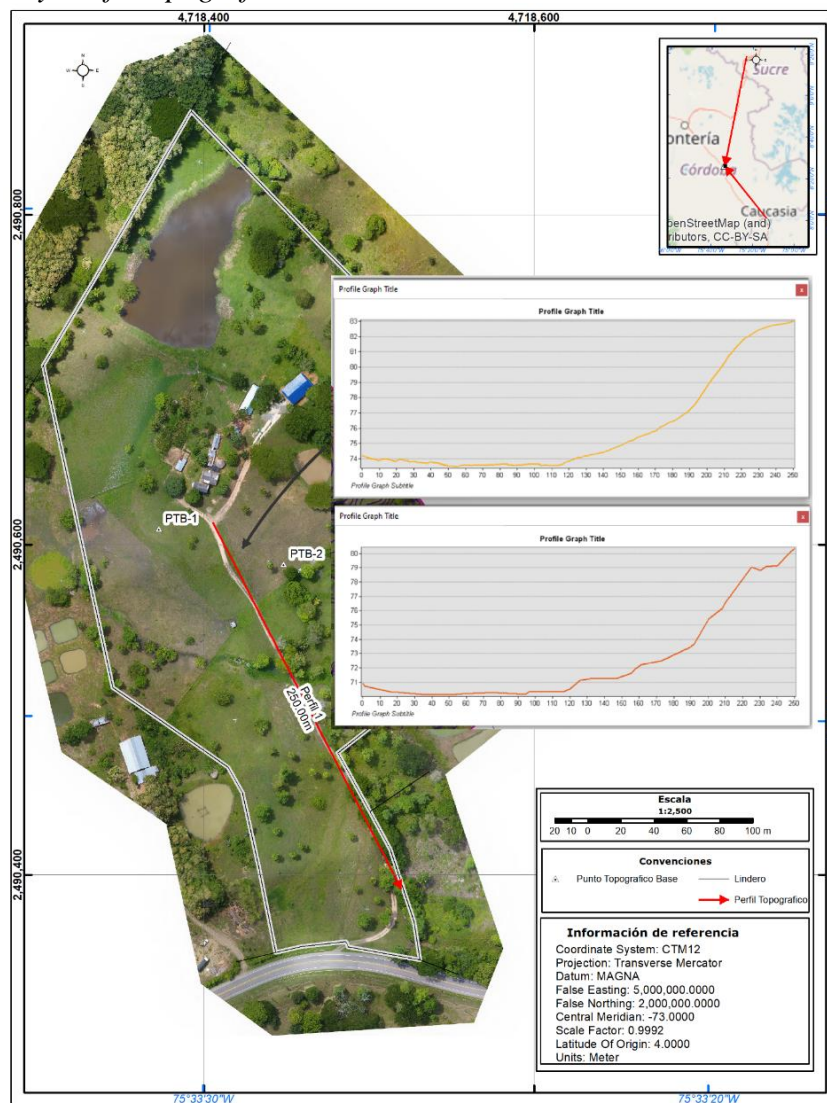 4,718,400
4,718,600
N
W
E
S
Sucre
Córdoba
Caucasia
penStreetMap (and)
tributors, CC-BY-SA
2,490,800
2,490,600
2,490,400
Profile Graph Title
x
Profile Graph Title
83
82
81
80
79
78
77
76
75
74
0 10 20 30 40 50 60 70 80 90 100 110 120 130 140 150 160 170 180 190 200 210 220 230 240 250
Profile Graph Subtitle
Profile Graph Title
x
Profile Graph Title
80
79
78
77
76
75
74
73
72
71
0 10 20 30 40 50 60 70 80 90 100 110 120 130 140 150 160 170 180 190 200 210 220 230 240 250
Profile Graph Subtitle
PTB-1
PTB-2
Perfil 1
250.00m
Escala
1:2,500
20 10 0 20 40 60 80 100 m
Convenciones
Punto Topografico Base
Lindero
Perfil Topografico
Información de referencia
Coordinate System: CTM12
Projection: Transverse Mercator
Datum: MAGNA
False Easting: 5,000,000.0000
False Northing: 2,000,000.0000
Central Meridian: -73.0000
Scale Factor: 0.9992
Latitude Of Origin: 4.0000
Units: Meter
75°33'30"W
75°33'20"W